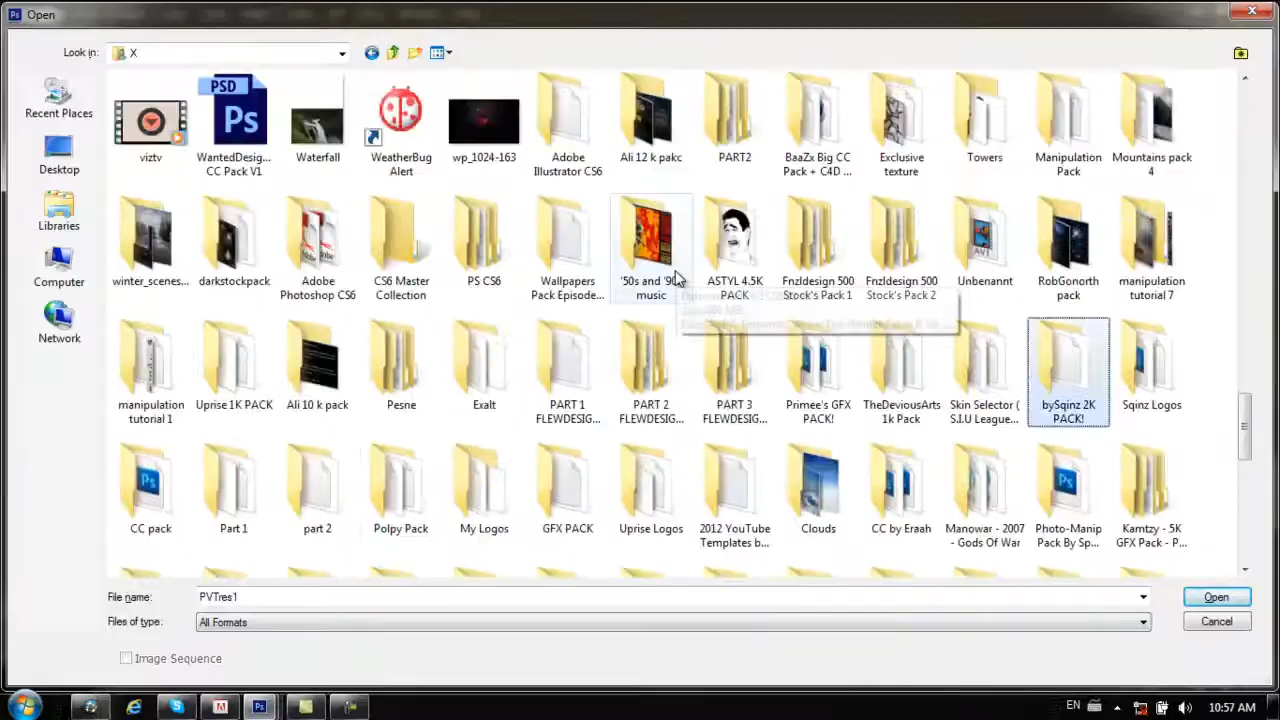 Ps Open
Look in: X
Recent Places
Desktop
Libraries
Computer
Network
viztv
PSD
Ps
WantedDesig...
CC Pack V1
Waterfall
WeatherBug
Alert
wp_1024-163
Adobe
Illustrator CS6
Ali 12 k pakc
PART2
BaaZx Big CC
Pack + C4D ...
Exclusive
texture
Towers
Manipulation
Pack
Mountains pack
4
winter_scenes...
darkstockpack
Adobe
Photoshop CS6
CS6 Master
Collection
PS CS6
Wallpapers
Pack Episode...
'50s and '90
music
ASTYL 4.5K
PACK
Fnzldesign 500
Stock's Pack 1
Fnzldesign 500
Stock's Pack 2
AVI
Unbenannt
RobGonorth
pack
manipulation
tutorial 7
manipulation
tutorial 1
Uprise 1K PACK
Ali 10 k pack
Pesne
Exalt
PART 1
FLEWDESIG...
PART 2
FLEWDESIG...
PART 3
FLEWDESIG...
Primee's GFX
PACK!
TheDeviousArts
1k Pack
Skin Selector (
S.I.U League...
bySqinz 2K
PACK!
Sqinz Logos
Ps
CC pack
Part 1
part 2
Polpy Pack
My Logos
GFX PACK
Uprise Logos
2012 YouTube
Templates b...
Clouds
CC by Eraah
Manowar - 2007
- Gods Of War
Ps
Photo-Manip
Pack By Sp...
Kamtzy - 5K
GFX Pack - P...
File name: PVTres1
Open
Files of type: All Formats
Cancel
Image Sequence
Ps
EN
10:57 AM